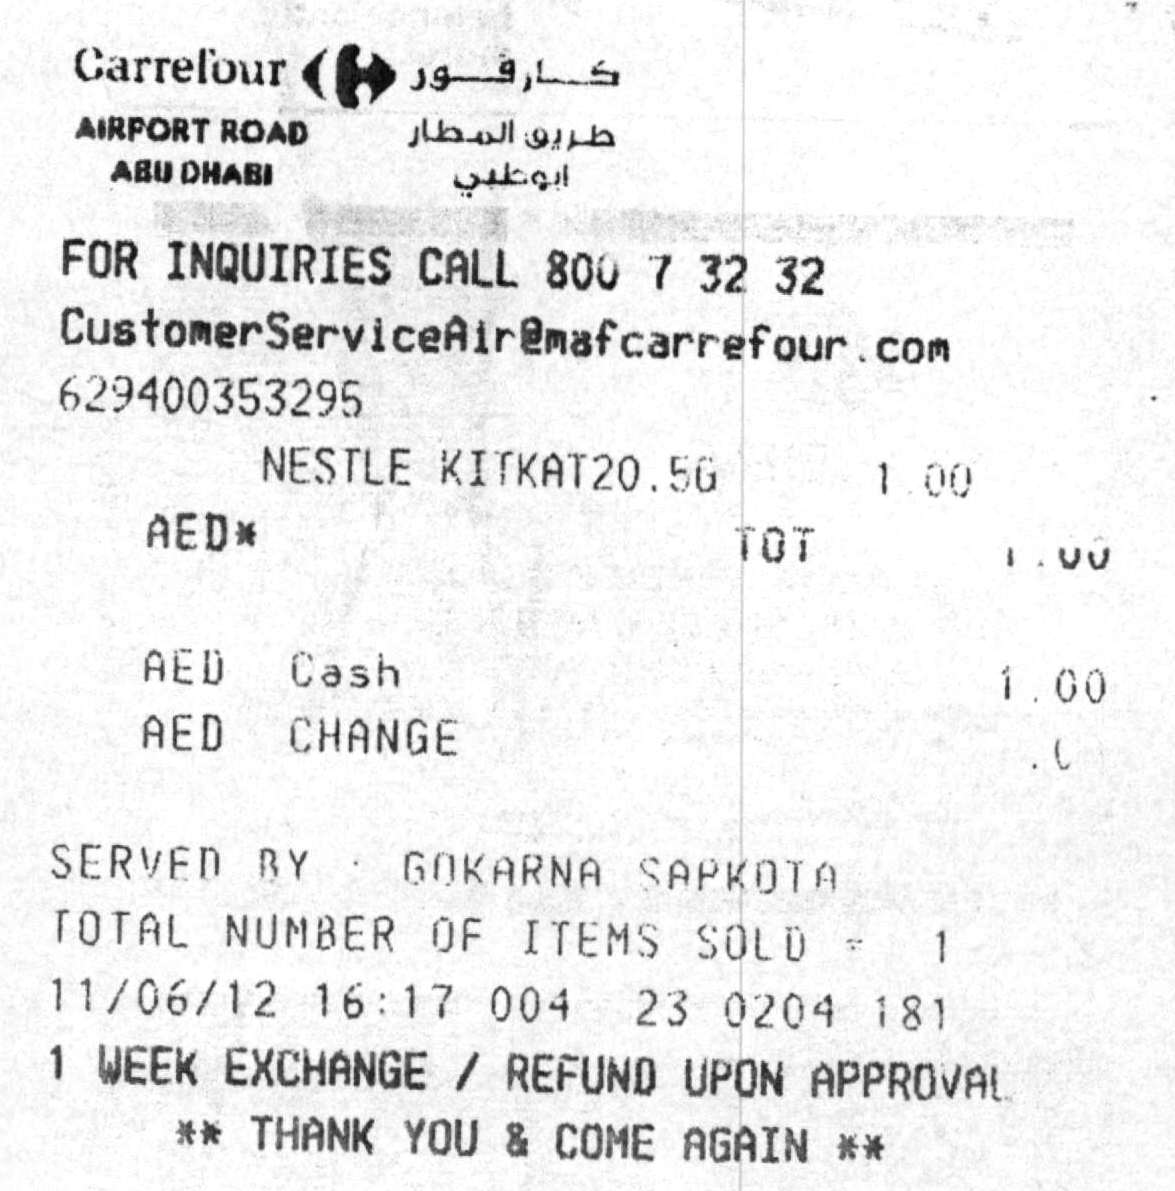 Carrefour كارفور
AIRPORT ROAD طريق المطار
ABU DHABI ابوظبي
FOR INQUIRIES CALL 800 7 32 32
CustomerServiceAir@mafcarrefour.com
629400353295
NESTLE KITKAT20.5G 1.00
AED* TOT 1.00
AED Cash 1.00
AED CHANGE
SERVED BY : GOKARNA SAPKOTA
TOTAL NUMBER OF ITEMS SOLD = 1
11/06/12 16:17 004 23 0204 181
1 WEEK EXCHANGE / REFUND UPON APPROVAL
** THANK YOU & COME AGAIN **